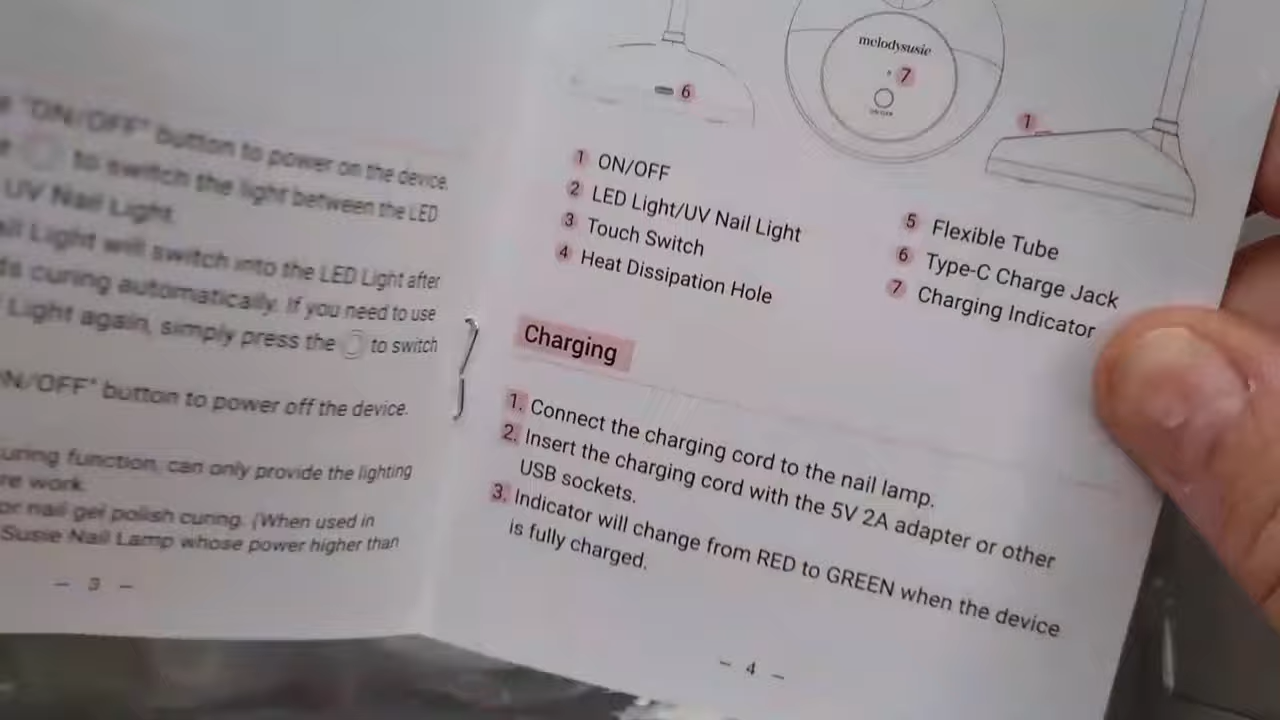 "ON/OFF" button to power on the device.
to switch the light between the LED
UV Nail Light.
Light will switch into the LED Light after
curing automatically. If you need to use
Light again, simply press the to switch
ON/OFF" button to power off the device.
function, can only provide the lighting
work.
nail gel polish curing. (When used in
Susie Nail Lamp whose power higher than
– 3 –
6
melodysusie
7
ON/OFF
1
1 ON/OFF
2 LED Light/UV Nail Light
3 Touch Switch
4 Heat Dissipation Hole
5 Flexible Tube
6 Type-C Charge Jack
7 Charging Indicator
Charging
1. Connect the charging cord to the nail lamp.
2. Insert the charging cord with the 5V 2A adapter or other
USB sockets.
3. Indicator will change from RED to GREEN when the device
is fully charged.
– 4 –